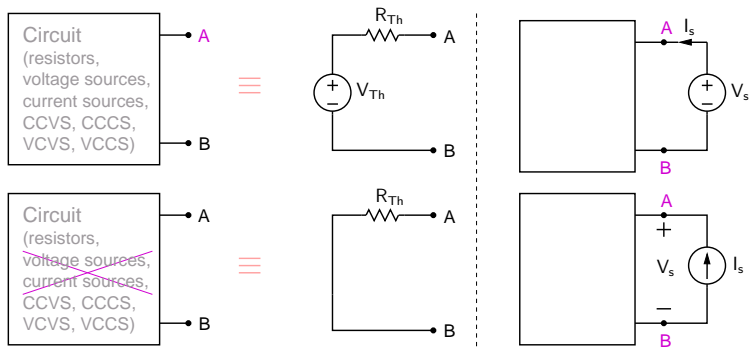 Circuit
(resistors,
voltage sources,
current sources,
CCVS, CCCS,
VCVS, VCCS)
A
B
R_Th
A
+
−
V_Th
B
A
I_s
+
−
V_s
B
Circuit
(resistors,
voltage sources,
current sources,
CCVS, CCCS,
VCVS, VCCS)
A
B
R_Th
A
B
A
+
V_s
I_s
−
B